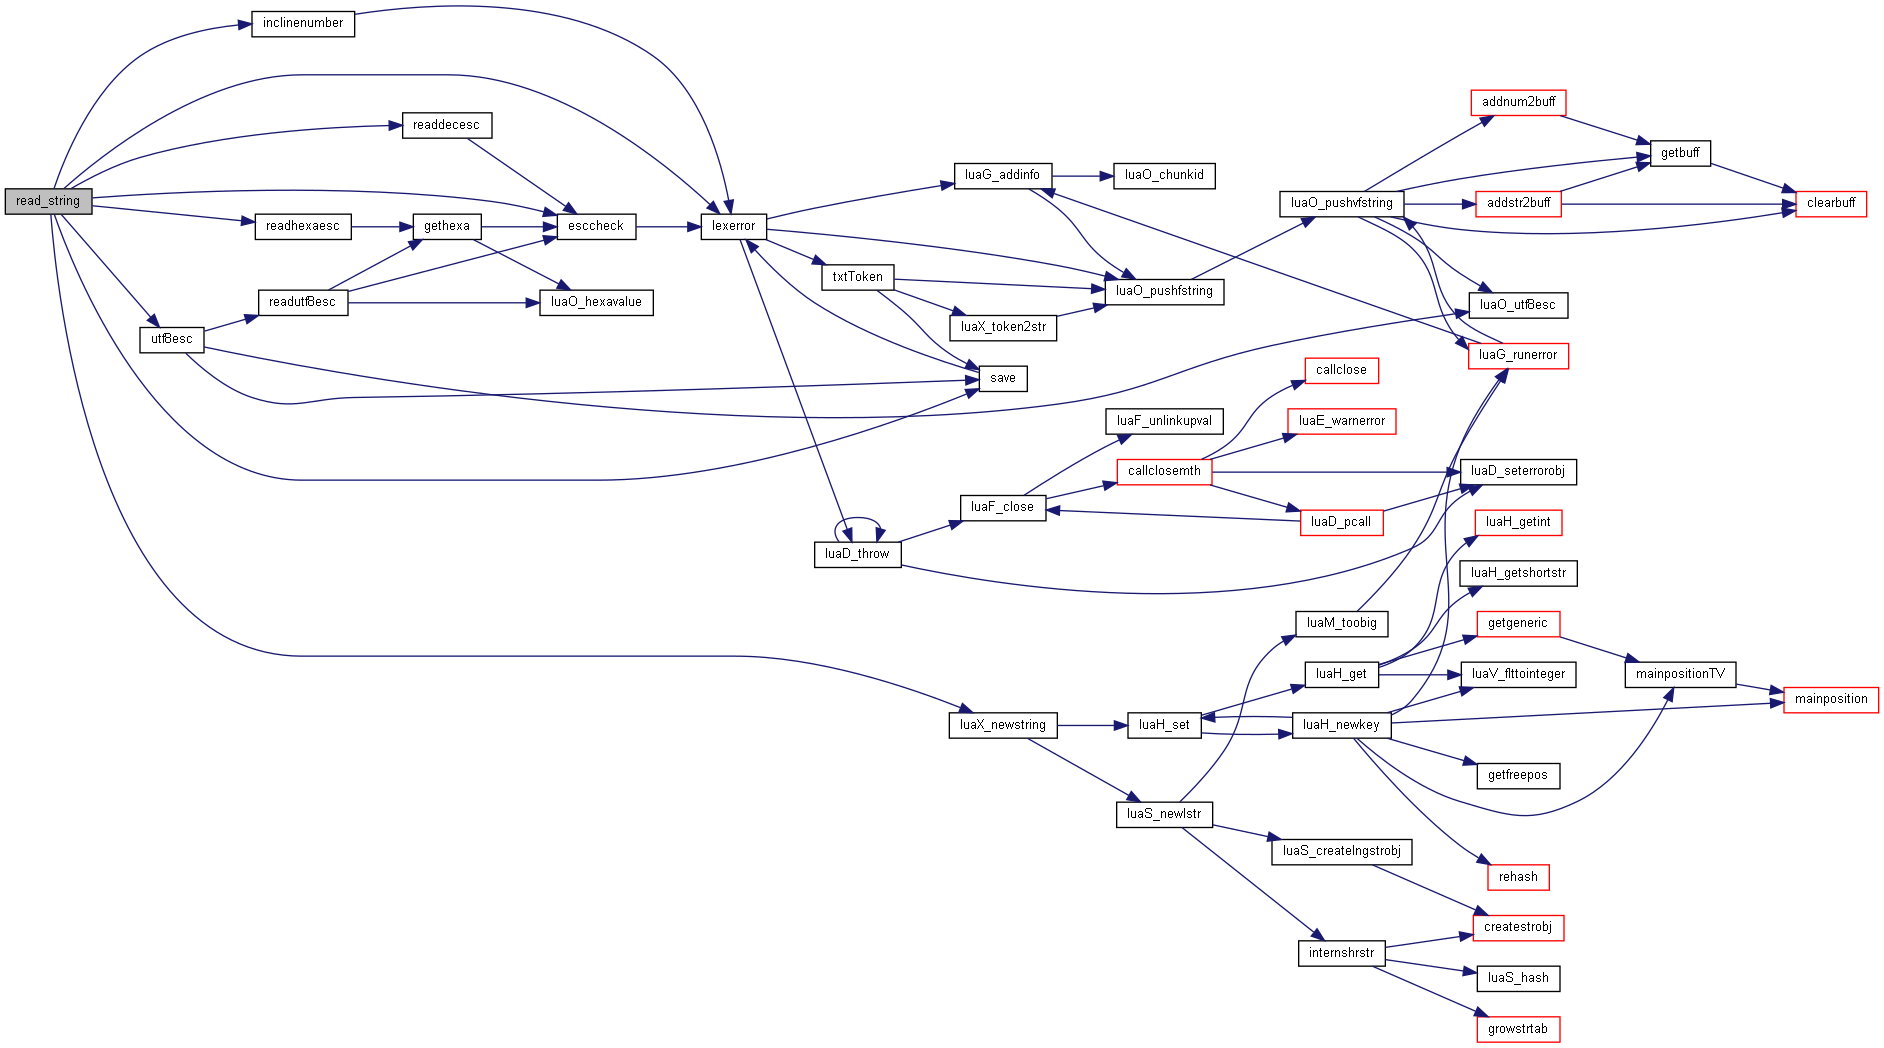 read_string
inclinenumber
readdecesc
readhexaesc
gethexa
esccheck
readutf8esc
luaO_hexavalue
utf8esc
lexerror
luaG_addinfo
luaO_chunkid
txtToken
luaO_pushfstring
luaX_token2str
save
luaO_pushvfstring
addnum2buff
getbuff
addstr2buff
clearbuff
luaO_utf8esc
luaG_runerror
callclose
luaF_unlinkupval
luaE_warnerror
callclosemth
luaD_seterrorobj
luaF_close
luaD_pcall
luaD_throw
luaH_getint
luaH_getshortstr
luaM_toobig
getgeneric
luaH_get
luaV_flttointeger
mainpositionTV
mainposition
luaX_newstring
luaH_set
luaH_newkey
getfreepos
luaS_newlstr
luaS_createlngstrobj
rehash
createstrobj
internshrstr
luaS_hash
growstrtab